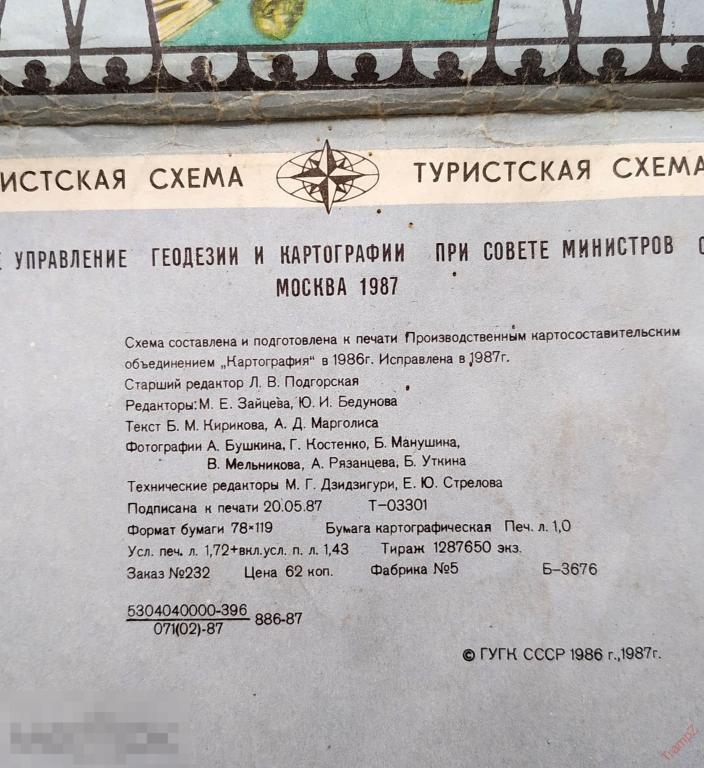 ИСТСКАЯ СХЕМА ТУРИСТСКАЯ СХЕМА
УПРАВЛЕНИЕ ГЕОДЕЗИИ И КАРТОГРАФИИ ПРИ СОВЕТЕ МИНИСТРОВ С
МОСКВА 1987
Схема составлена и подготовлена к печати Производственным картосоставительским
объединением „Картография" в 1986г. Исправлена в 1987г.
Старший редактор Л. В. Подгорская
Редакторы: М. Е. Зайцева, Ю. И. Бедунова
Текст Б. М. Кирикова, А. Д. Марголиса
Фотографии А. Бушкина, Г. Костенко, Б. Манушина,
В. Мельникова, А. Рязанцева, Б. Уткина
Технические редакторы М. Г. Дзидзигури, Е. Ю. Стрелова
Подписана к печати 20.05.87 Т-03301
Формат бумаги 78×119 Бумага картографическая Печ. л. 1,0
Усл. печ. л. 1,72+вкл.усл. п. л. 1,43 Тираж 1287650 экз.
Заказ №232 Цена 62 коп. Фабрика №5 Б-3676
5304040000-396
071(02)-87 886-87
© ГУГК СССР 1986 г., 1987г.
TrampZ